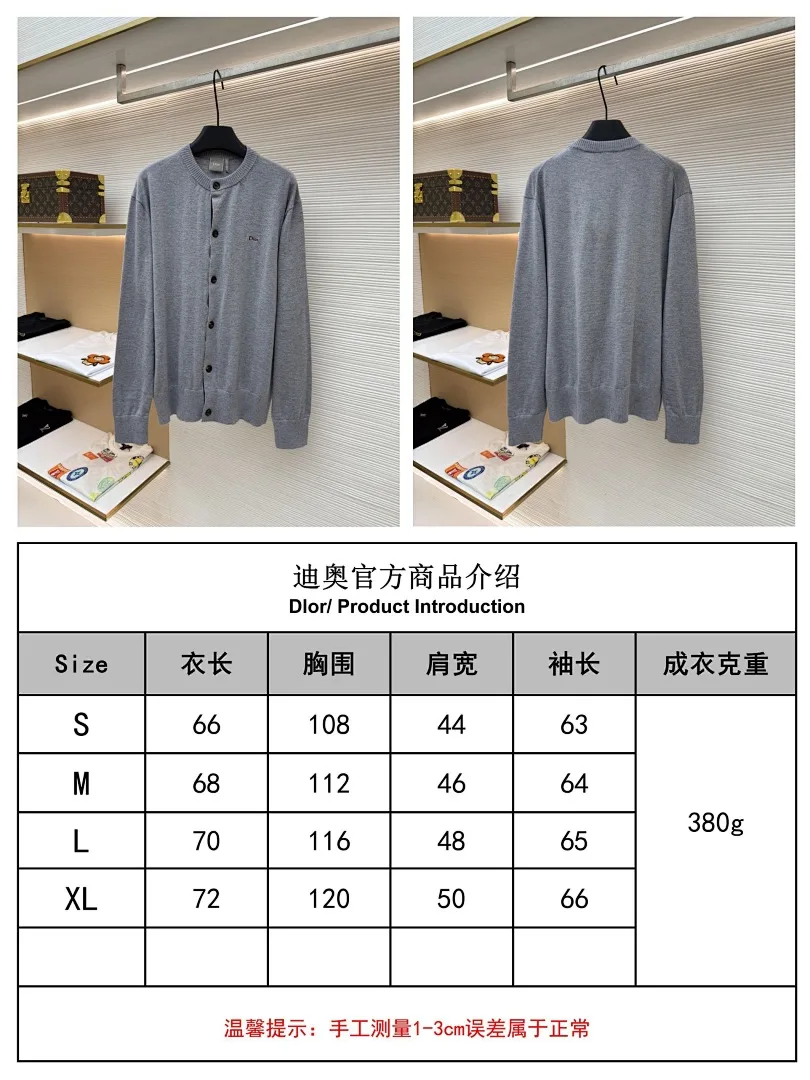 Dior
迪奥官方商品介绍
DIor/ Product Introduction
Size 衣长 胸围 肩宽 袖长 成衣克重
S 66 108 44 63
M 68 112 46 64
380g
L 70 116 48 65
XL 72 120 50 66
温馨提示：手工测量1-3cm误差属于正常